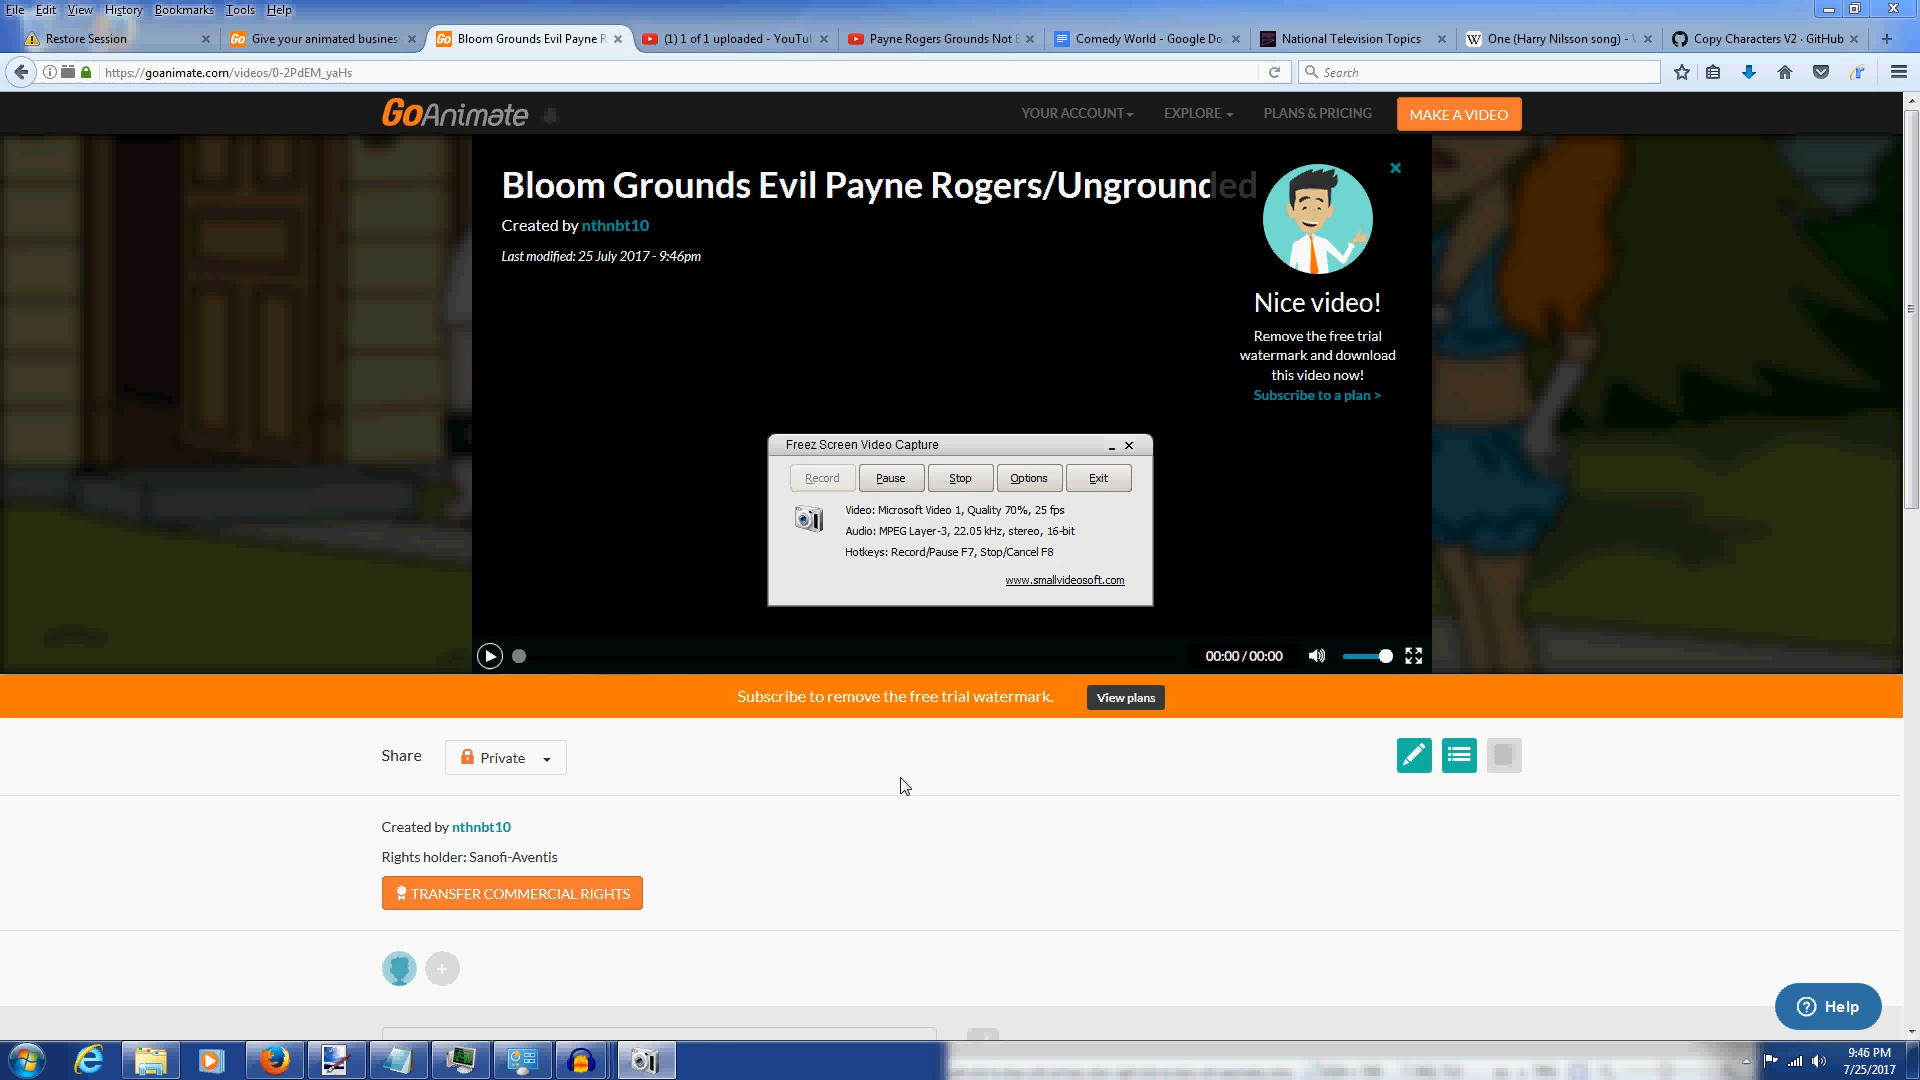 File Edit View History Bookmarks Tools Help
Restore Session
Give your animated busines
Bloom Grounds Evil Payne R
(1) 1 of 1 uploaded - YouTu
Payne Rogers Grounds Not
Comedy World - Google Do
National Television Topics
One (Harry Nilsson song) -
Copy Characters V2 · GitHub
https://goanimate.com/videos/0-2PdEM_yaHs
Search
GoAnimate
YOUR ACCOUNT
EXPLORE
PLANS & PRICING
MAKE A VIDEO
Bloom Grounds Evil Payne Rogers/Ungrounded
Created by nthnbt10
Last modified: 25 July 2017 - 9:46pm
Nice video!
Remove the free trial
watermark and download
this video now!
Subscribe to a plan >
Freez Screen Video Capture
Record Pause Stop Options Exit
Video: Microsoft Video 1, Quality 70%, 25 fps
Audio: MPEG Layer-3, 22.05 kHz, stereo, 16-bit
Hotkeys: Record/Pause F7, Stop/Cancel F8
www.smallvideosoft.com
00:00 / 00:00
Subscribe to remove the free trial watermark.
View plans
Share
Private
Created by nthnbt10
Rights holder: Sanofi-Aventis
TRANSFER COMMERCIAL RIGHTS
Help
9:46 PM
7/25/2017